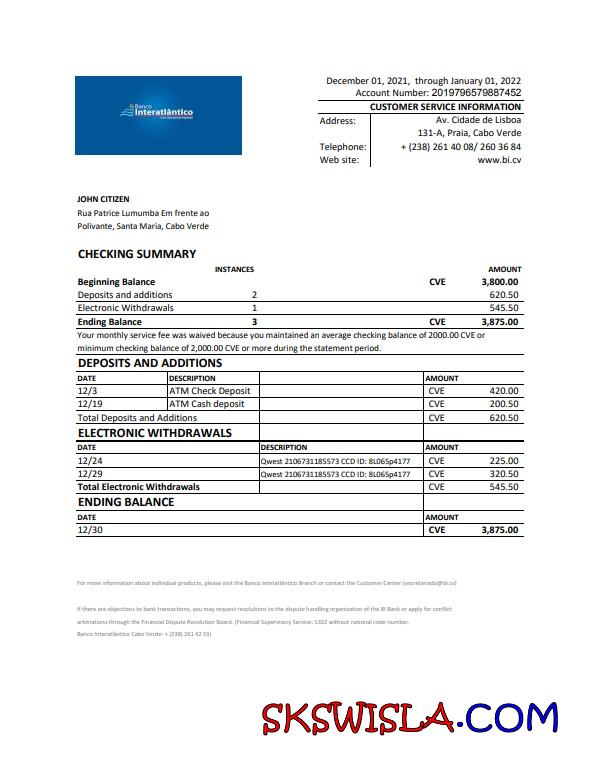 Banco
Interatlântico
December 01, 2021, through January 01, 2022
Account Number: 2019796579887452
CUSTOMER SERVICE INFORMATION
Address: Av. Cidade de Lisboa
131-A, Praia, Cabo Verde
Telephone: + (238) 261 40 08/ 260 36 84
Web site: www.bi.cv
JOHN CITIZEN
Rua Patrice Lumumba Em frente ao
Polivante, Santa Maria, Cabo Verde
CHECKING SUMMARY
INSTANCES AMOUNT
Beginning Balance CVE 3,800.00
Deposits and additions 2 620.50
Electronic Withdrawals 1 545.50
Ending Balance 3 CVE 3,875.00
Your monthly service fee was waived because you maintained an average checking balance of 2000.00 CVE or
minimum checking balance of 2,000.00 CVE or more during the statement period.
DEPOSITS AND ADDITIONS
DATE DESCRIPTION AMOUNT
12/3 ATM Check Deposit CVE 420.00
12/19 ATM Cash deposit CVE 200.50
Total Deposits and Additions CVE 620.50
ELECTRONIC WITHDRAWALS
DATE DESCRIPTION AMOUNT
12/24 Qwest 2106731185573 CCD ID: 8L065p4177 CVE 225.00
12/29 Qwest 2106731185573 CCD ID: 8L065p4177 CVE 320.50
Total Electronic Withdrawals CVE 545.50
ENDING BALANCE
DATE AMOUNT
12/30 CVE 3,875.00
For more information about individual products, please visit the Banco Interatlântico Branch or contact the Customer Center (secretariado@bi.cv)
If there are objections to bank transactions, you may request resolutions to the dispute handling organization of the BI Bank or apply for conflict
arbitrations through the Financial Dispute Resolution Board. (Financial Supervisory Service: 1332 without national code number.
Banco Interatlântico Cabo Verde: + (238) 261 42 53)
SKSWISLA.COM